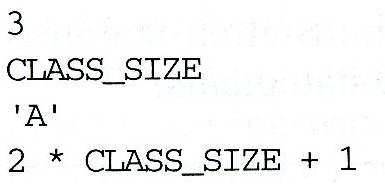 3
CLASS_SIZE
'A'
2 * CLASS_SIZE + 1